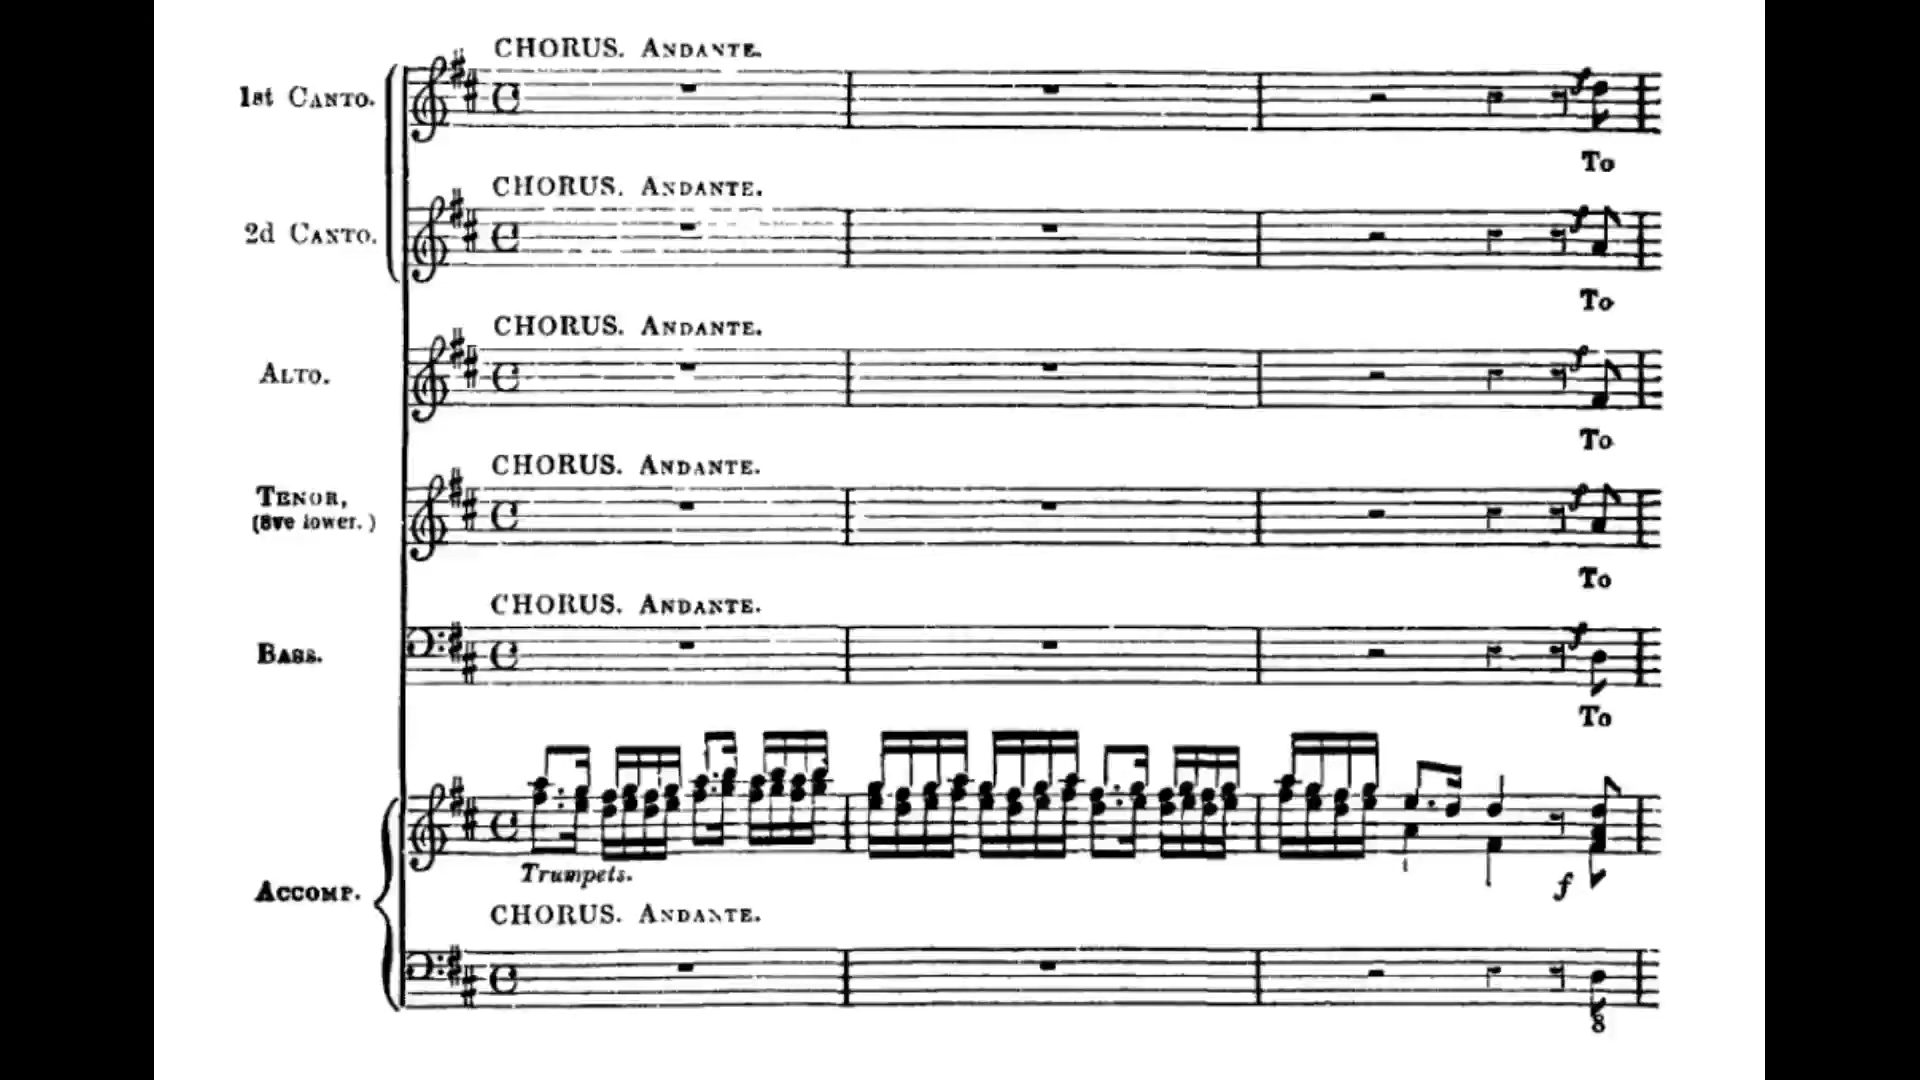 CHORUS. ANDANTE.
1st CANTO.
To
CHORUS. ANDANTE.
2d CANTO.
To
CHORUS. ANDANTE.
ALTO.
To
CHORUS. ANDANTE.
TENOR,
(8ve lower.)
To
CHORUS. ANDANTE.
BASS.
To
Trumpets.
f
ACCOMP.
CHORUS. ANDANTE.
8